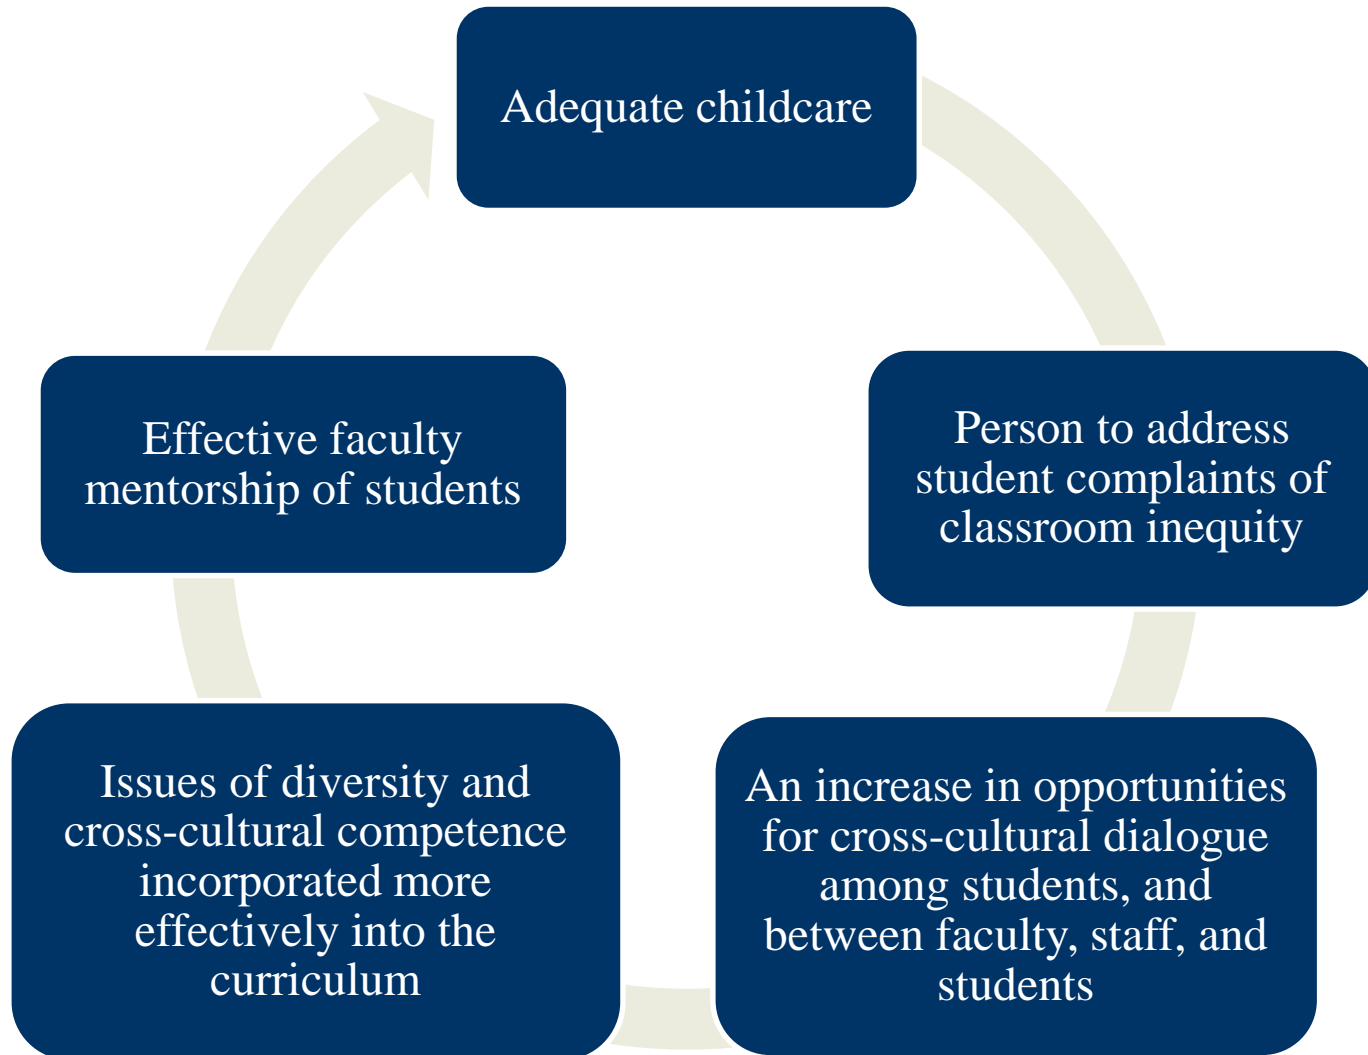 Adequate childcare
Person to address
student complaints of
classroom inequity
An increase in opportunities
for cross-cultural dialogue
among students, and
between faculty, staff, and
students
Issues of diversity and
cross-cultural competence
incorporated more
effectively into the
curriculum
Effective faculty
mentorship of students